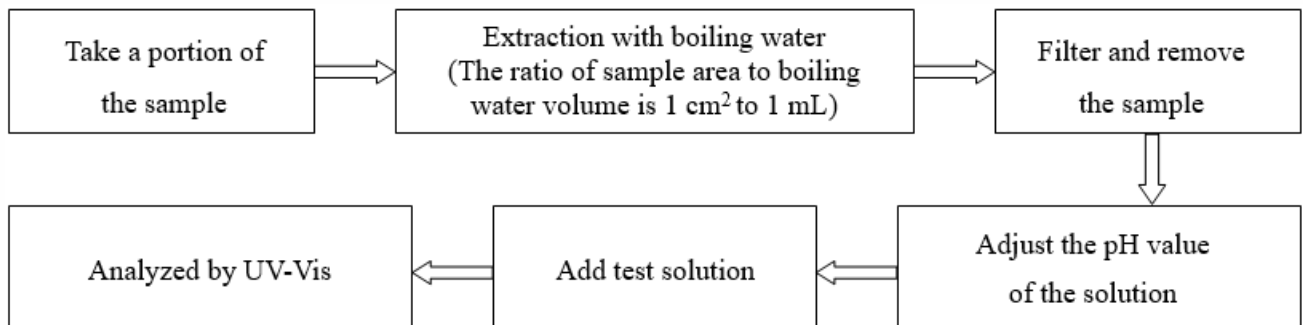 Take a portion of
the sample
Extraction with boiling water
(The ratio of sample area to boiling
water volume is 1 cm² to 1 mL)
Filter and remove
the sample
Adjust the pH value
of the solution
Add test solution
Analyzed by UV-Vis